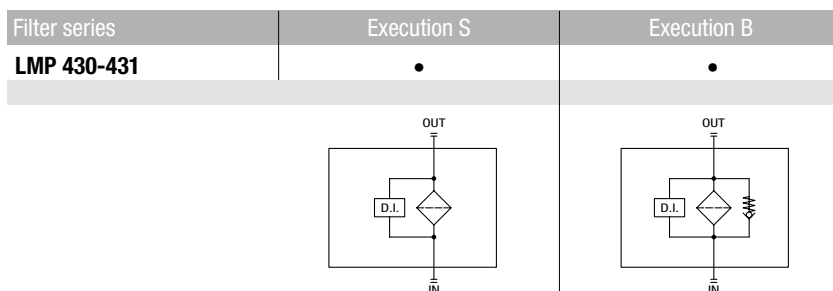 Filter series Execution S Execution B
LMP 430-431 • •
OUT OUT
D.I. D.I.
IN IN